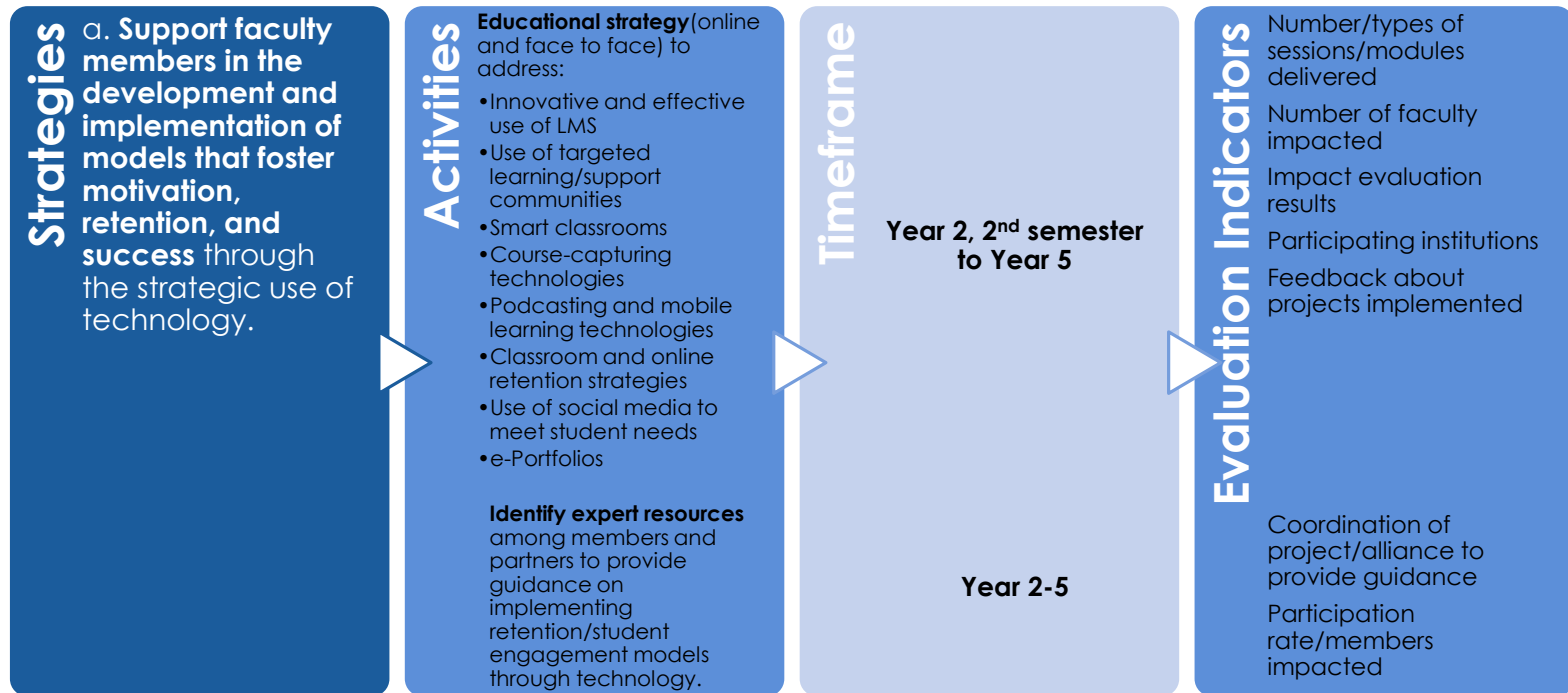 Strategies
a. Support faculty
members in the
development and
implementation of
models that foster
motivation,
retention, and
success through
the strategic use of
technology.
Activities
Educational strategy(online
and face to face) to
address:
•Innovative and effective
use of LMS
•Use of targeted
learning/support
communities
•Smart classrooms
•Course-capturing
technologies
•Podcasting and mobile
learning technologies
•Classroom and online
retention strategies
•Use of social media to
meet student needs
•e-Portfolios
Identify expert resources
among members and
partners to provide
guidance on
implementing
retention/student
engagement models
through technology.
Timeframe
Year 2, 2nd semester
to Year 5
Year 2-5
Evaluation Indicators
Number/types of
sessions/modules
delivered
Number of faculty
impacted
Impact evaluation
results
Participating institutions
Feedback about
projects implemented
Coordination of
project/alliance to
provide guidance
Participation
rate/members
impacted